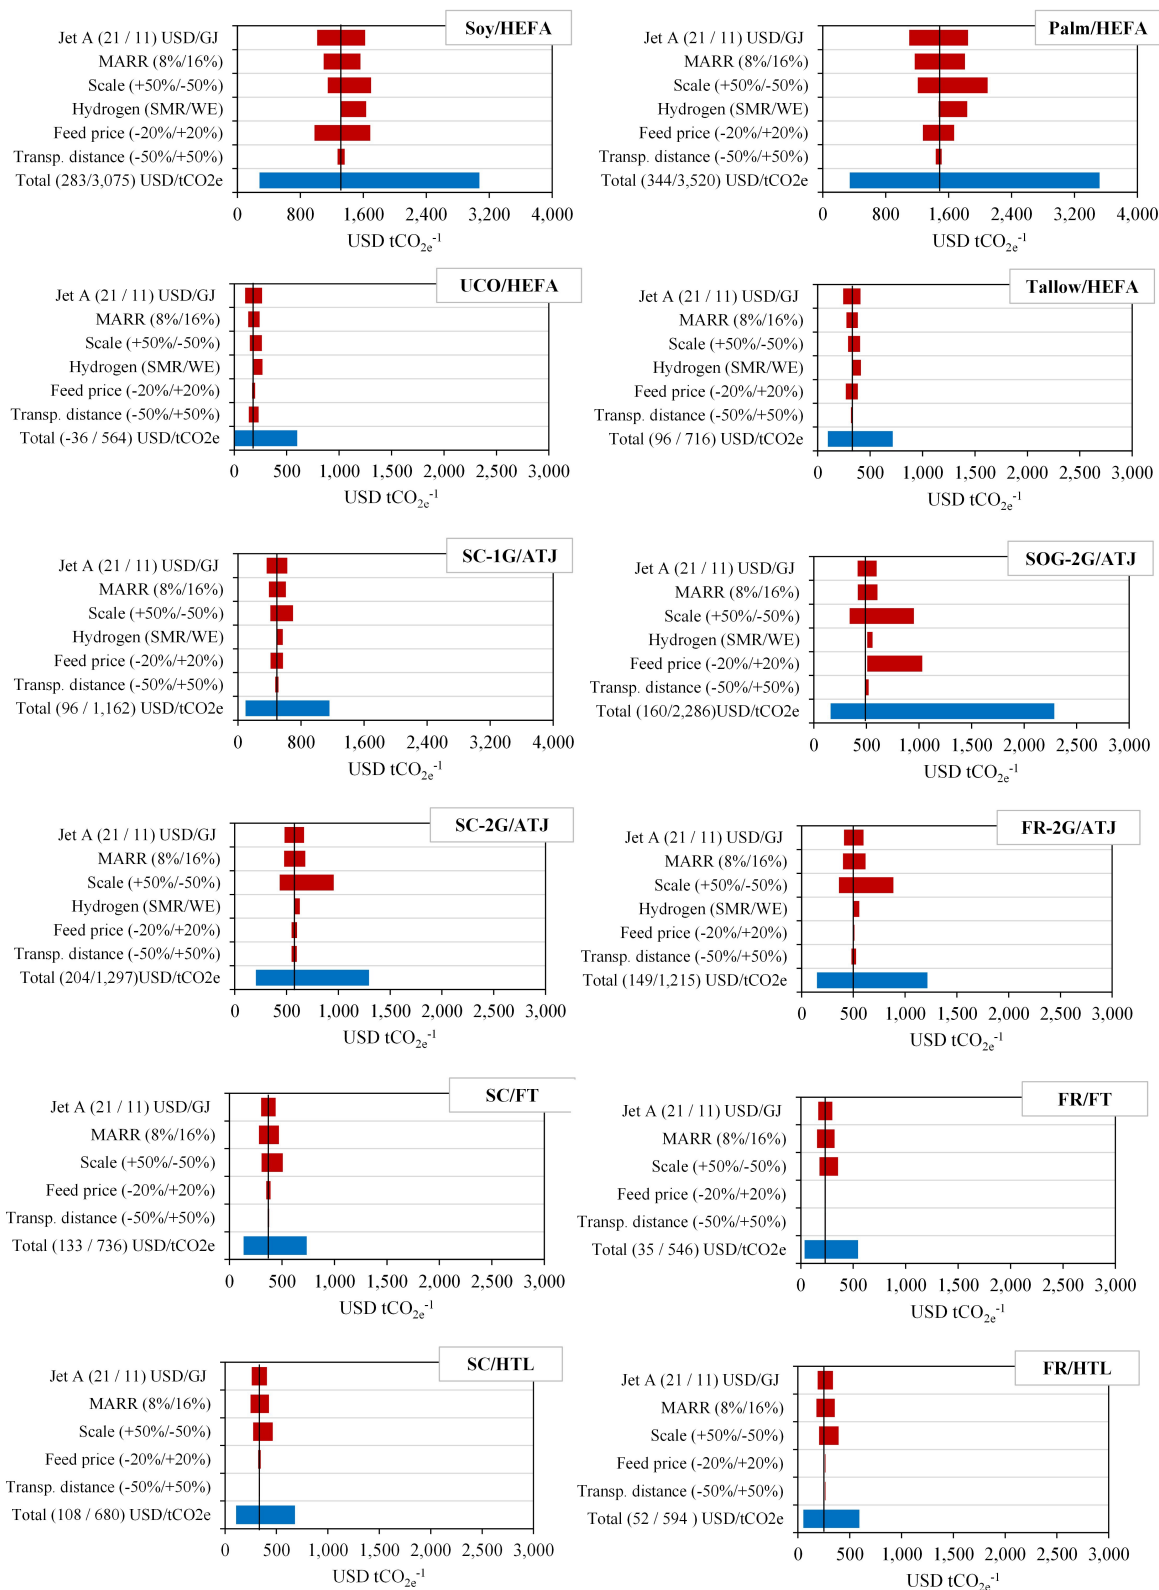 Soy/HEFA
Jet A (21 / 11) USD/GJ
MARR (8%/16%)
Scale (+50%/-50%)
Hydrogen (SMR/WE)
Feed price (-20%/+20%)
Transp. distance (-50%/+50%)
Total (283/3,075) USD/tCO2e
0 800 1,600 2,400 3,200 4,000
USD tCO2e-1
Palm/HEFA
Jet A (21 / 11) USD/GJ
MARR (8%/16%)
Scale (+50%/-50%)
Hydrogen (SMR/WE)
Feed price (-20%/+20%)
Transp. distance (-50%/+50%)
Total (344/3,520) USD/tCO2e
0 800 1,600 2,400 3,200 4,000
USD tCO2e-1
UCO/HEFA
Jet A (21 / 11) USD/GJ
MARR (8%/16%)
Scale (+50%/-50%)
Hydrogen (SMR/WE)
Feed price (-20%/+20%)
Transp. distance (-50%/+50%)
Total (-36 / 564) USD/tCO2e
0 500 1,000 1,500 2,000 2,500 3,000
USD tCO2e-1
Tallow/HEFA
Jet A (21 / 11) USD/GJ
MARR (8%/16%)
Scale (+50%/-50%)
Hydrogen (SMR/WE)
Feed price (-20%/+20%)
Transp. distance (-50%/+50%)
Total (96 / 716) USD/tCO2e
0 500 1,000 1,500 2,000 2,500 3,000
USD tCO2e-1
SC-1G/ATJ
Jet A (21 / 11) USD/GJ
MARR (8%/16%)
Scale (+50%/-50%)
Hydrogen (SMR/WE)
Feed price (-20%/+20%)
Transp. distance (-50%/+50%)
Total (96 / 1,162) USD/tCO2e
0 800 1,600 2,400 3,200 4,000
USD tCO2e-1
SOG-2G/ATJ
Jet A (21 / 11) USD/GJ
MARR (8%/16%)
Scale (+50%/-50%)
Hydrogen (SMR/WE)
Feed price (-20%/+20%)
Transp. distance (-50%/+50%)
Total (160/2,286)USD/tCO2e
0 500 1,000 1,500 2,000 2,500 3,000
USD tCO2e-1
SC-2G/ATJ
Jet A (21 / 11) USD/GJ
MARR (8%/16%)
Scale (+50%/-50%)
Hydrogen (SMR/WE)
Feed price (-20%/+20%)
Transp. distance (-50%/+50%)
Total (204/1,297)USD/tCO2e
0 500 1,000 1,500 2,000 2,500 3,000
USD tCO2e-1
FR-2G/ATJ
Jet A (21 / 11) USD/GJ
MARR (8%/16%)
Scale (+50%/-50%)
Hydrogen (SMR/WE)
Feed price (-20%/+20%)
Transp. distance (-50%/+50%)
Total (149/1,215) USD/tCO2e
0 500 1,000 1,500 2,000 2,500 3,000
USD tCO2e-1
SC/FT
Jet A (21 / 11) USD/GJ
MARR (8%/16%)
Scale (+50%/-50%)
Feed price (-20%/+20%)
Transp. distance (-50%/+50%)
Total (133 / 736) USD/tCO2e
0 500 1,000 1,500 2,000 2,500 3,000
USD tCO2e-1
FR/FT
Jet A (21 / 11) USD/GJ
MARR (8%/16%)
Scale (+50%/-50%)
Feed price (-20%/+20%)
Transp. distance (-50%/+50%)
Total (35 / 546) USD/tCO2e
0 500 1,000 1,500 2,000 2,500 3,000
USD tCO2e-1
SC/HTL
Jet A (21 / 11) USD/GJ
MARR (8%/16%)
Scale (+50%/-50%)
Feed price (-20%/+20%)
Transp. distance (-50%/+50%)
Total (108 / 680) USD/tCO2e
0 500 1,000 1,500 2,000 2,500 3,000
USD tCO2e-1
FR/HTL
Jet A (21 / 11) USD/GJ
MARR (8%/16%)
Scale (+50%/-50%)
Feed price (-20%/+20%)
Transp. distance (-50%/+50%)
Total (52 / 594 ) USD/tCO2e
0 500 1,000 1,500 2,000 2,500 3,000
USD tCO2e-1